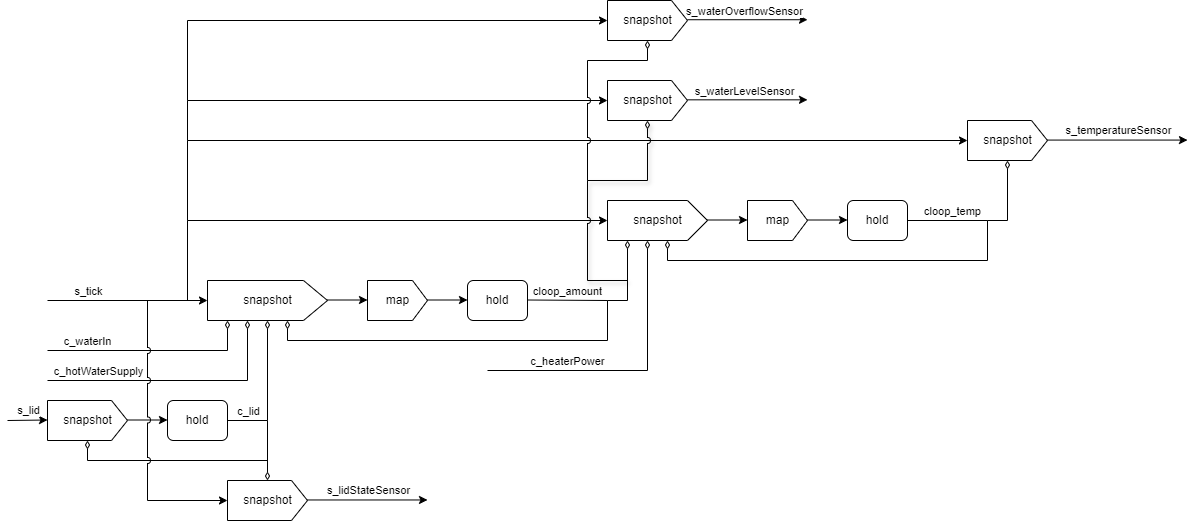 snapshot
s_waterOverflowSensor
snapshot
s_waterLevelSensor
snapshot
s_temperatureSensor
snapshot
map
hold
cloop_temp
s_tick
snapshot
map
hold
cloop_amount
c_waterIn
c_heaterPower
c_hotWaterSupply
s_lid
snapshot
hold
c_lid
snapshot
s_lidStateSensor